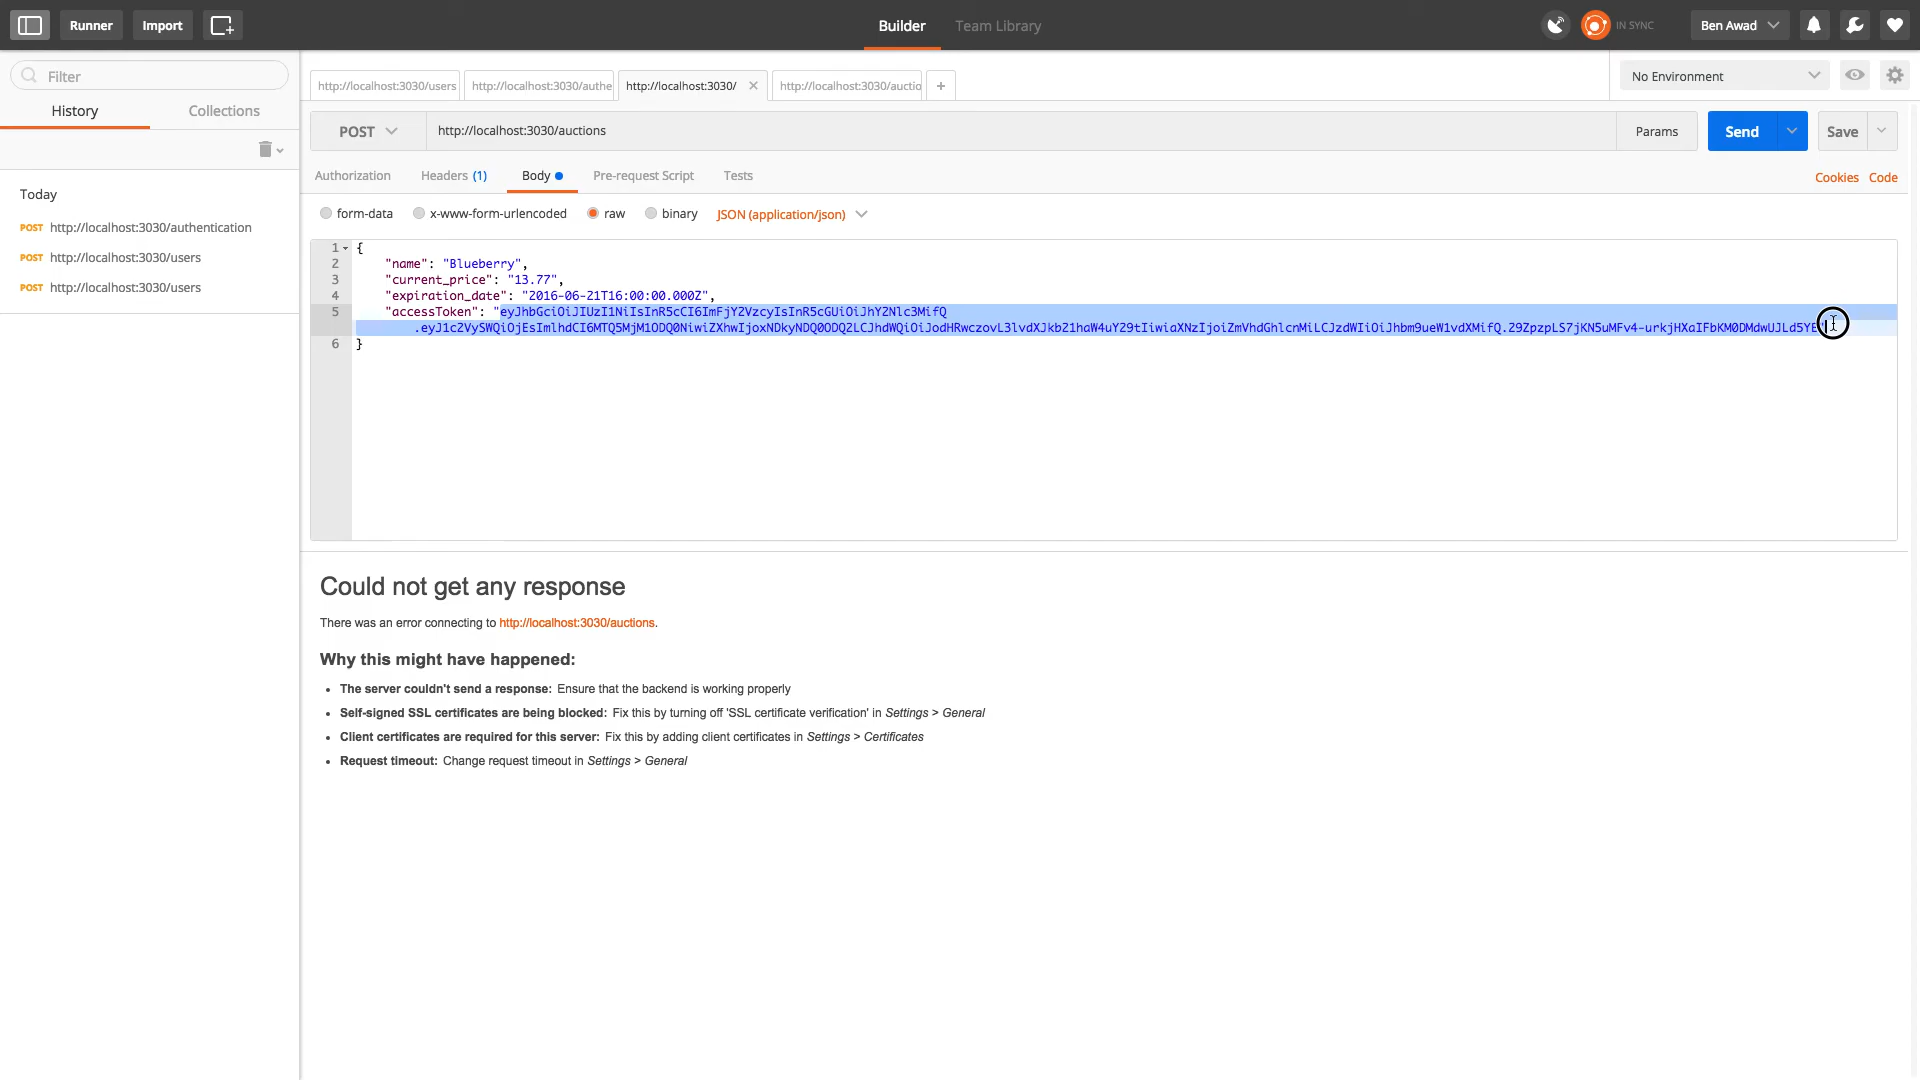 Runner
Import
Builder
Team Library
IN SYNC
Ben Awad
Filter
History
Collections
Today
POST http://localhost:3030/authentication
POST http://localhost:3030/users
POST http://localhost:3030/users
http://localhost:3030/users
http://localhost:3030/authe
http://localhost:3030/
http://localhost:3030/auctio
No Environment
POST
http://localhost:3030/auctions
Params
Send
Save
Authorization
Headers (1)
Body
Pre-request Script
Tests
Cookies
Code
form-data
x-www-form-urlencoded
raw
binary
JSON (application/json)
1 {
2 "name": "Blueberry",
3 "current_price": "13.77",
4 "expiration_date": "2016-06-21T16:00:00.000Z",
5 "accessToken": "eyJhbGciOiJIUzI1NiIsInR5cCI6ImFjY2VzcyIsInR5cGUiOiJhY2Nlc3MifQ
.eyJ1c2VySWQiOjEsImlhdCI6MTQ5MjM1ODQ0NiwiZXhwIjoxNDkyNDQ0ODQ2LCJhdWQiOiJodHRwczovL3lvdXJkb21haW4uY29tIiwiaXNzIjoiZmVhdGhlcnMiLCJzdWIiOiJhbm9ueW1vdXMifQ.29ZpzpLS7jKN5uMFv4-urkjHXaIFbKM0DMdwUJLd5YE
6 }
Could not get any response
There was an error connecting to http://localhost:3030/auctions.
Why this might have happened:
• The server couldn't send a response: Ensure that the backend is working properly
• Self-signed SSL certificates are being blocked: Fix this by turning off 'SSL certificate verification' in Settings > General
• Client certificates are required for this server: Fix this by adding client certificates in Settings > Certificates
• Request timeout: Change request timeout in Settings > General